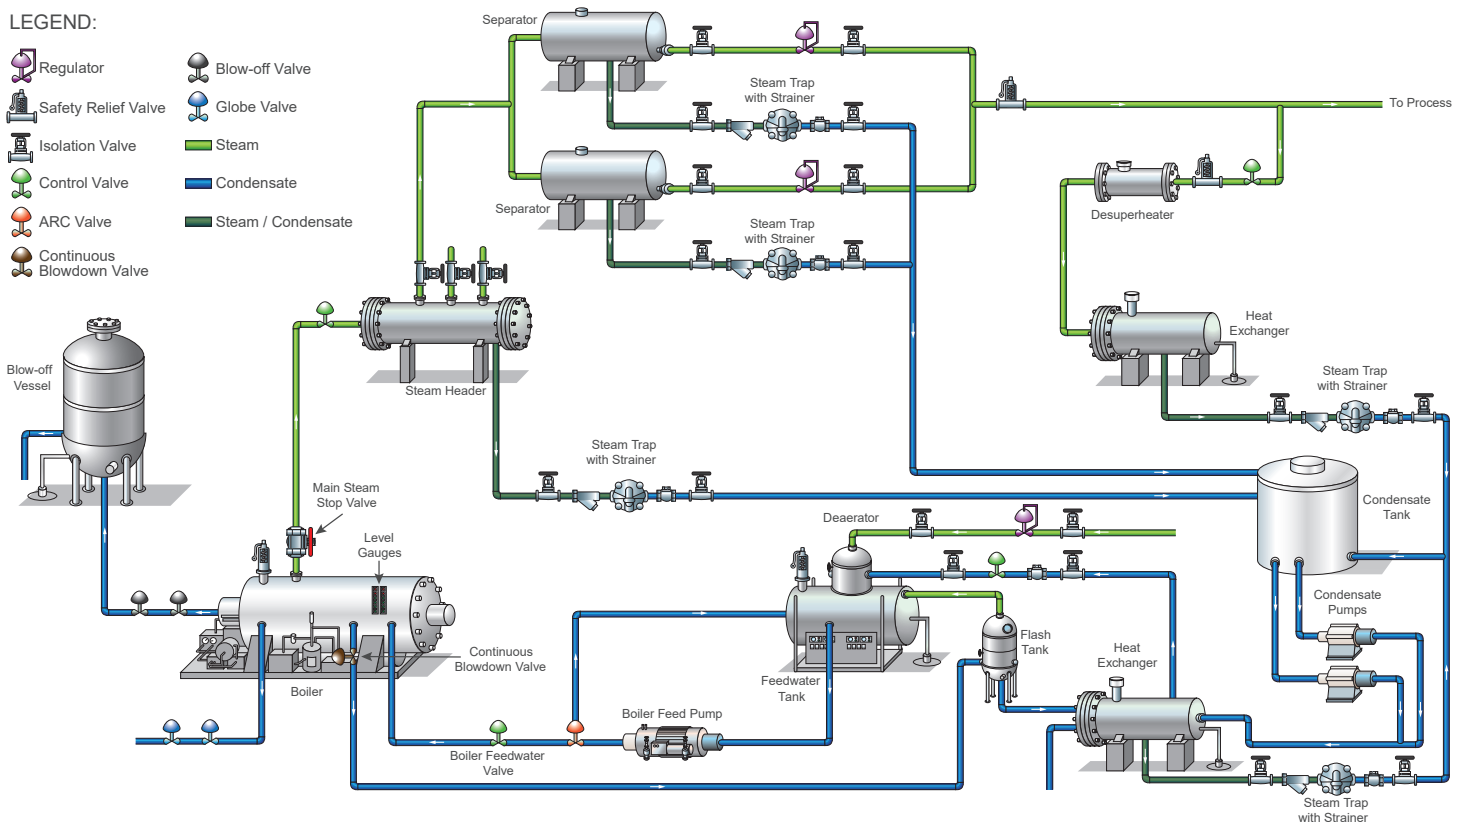 LEGEND:
Regulator
Safety Relief Valve
Isolation Valve
Control Valve
ARC Valve
Continuous
Blowdown Valve
Blow-off Valve
Globe Valve
Steam
Condensate
Steam / Condensate
Separator
Steam Trap
with Strainer
To Process
Separator
Steam Trap
with Strainer
Desuperheater
Heat
Exchanger
Steam Header
Blow-off
Vessel
Steam Trap
with Strainer
Steam Trap
with Strainer
Main Steam
Stop Valve
Level
Gauges
Deaerator
Condensate
Tank
Condensate
Pumps
Flash
Tank
Heat
Exchanger
Continuous
Blowdown Valve
Boiler
Feedwater
Tank
Boiler Feed Pump
Boiler Feedwater
Valve
Steam Trap
with Strainer